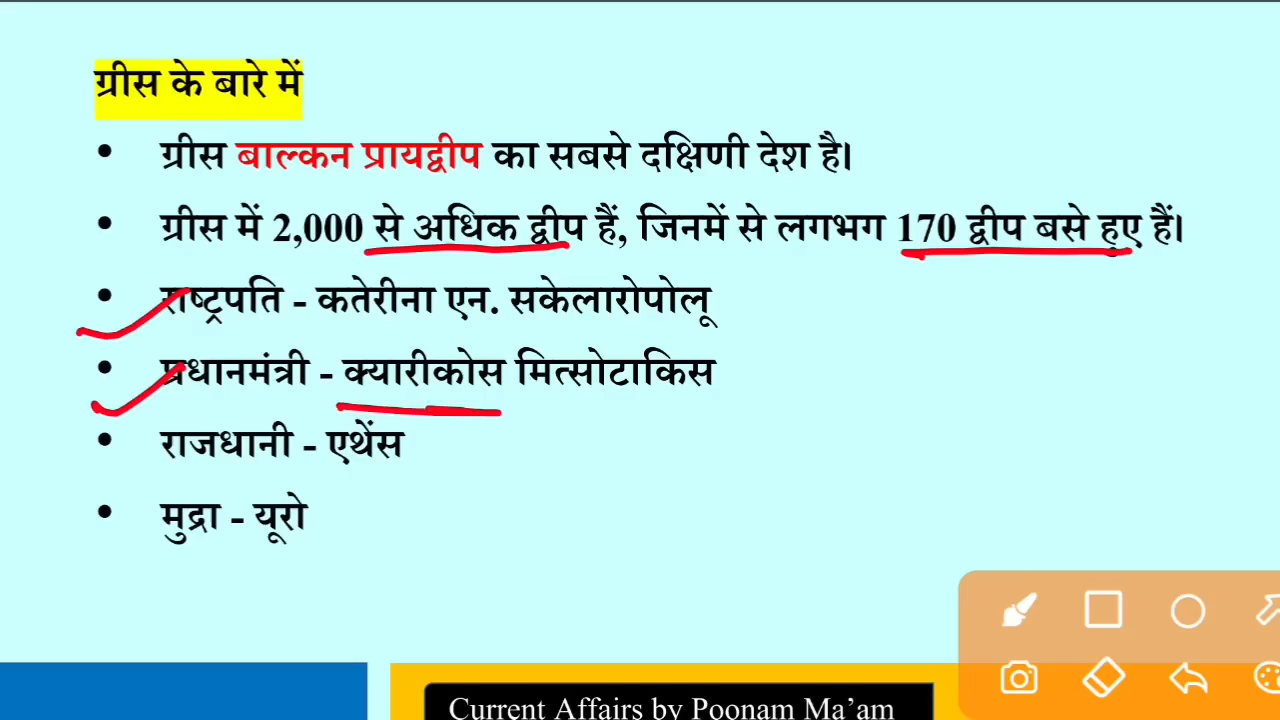 ग्रीस के बारे में
• ग्रीस बाल्कन प्रायद्वीप का सबसे दक्षिणी देश है।
• ग्रीस में 2,000 से अधिक द्वीप हैं, जिनमें से लगभग 170 द्वीप बसे हुए हैं।
• राष्ट्रपति - कतेरीना एन. सकेलारोपोलू
• प्रधानमंत्री - क्यारीकोस मित्सोटाकिस
• राजधानी - एथेंस
• मुद्रा - यूरो
Current Affairs by Poonam Ma’am